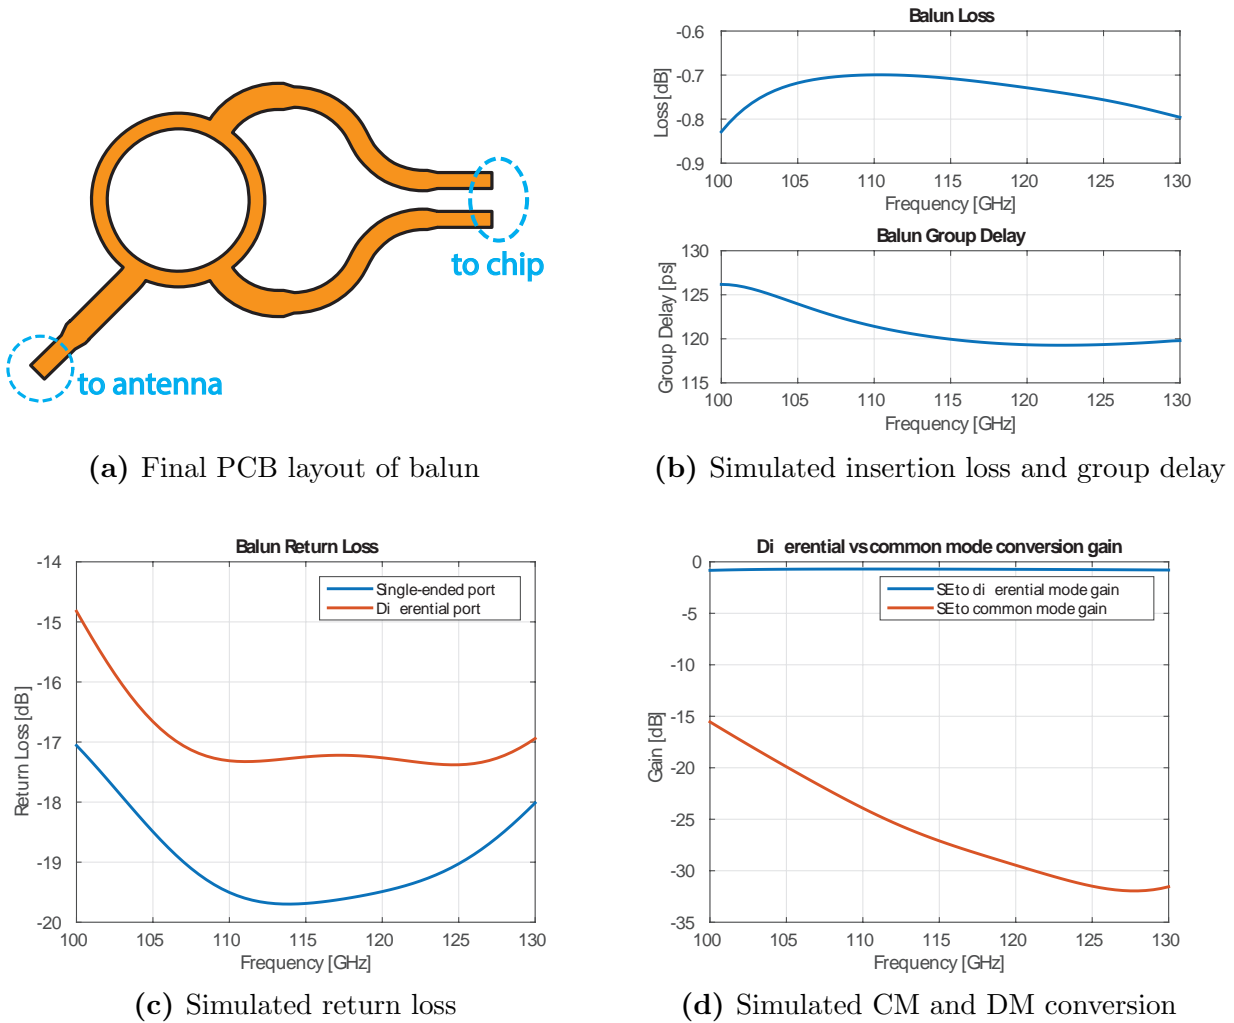 to chip
to antenna
(a) Final PCB layout of balun
Balun Loss
-0.6
-0.7
-0.8
-0.9
Loss [dB]
100 105 110 115 120 125 130
Frequency [GHz]
Balun Group Delay
130
125
120
115
Group Delay [ps]
100 105 110 115 120 125 130
Frequency [GHz]
(b) Simulated insertion loss and group delay
Balun Return Loss
-14
-15
-16
-17
-18
-19
-20
Return Loss [dB]
Single-ended port
Di erential port
100 105 110 115 120 125 130
Frequency [GHz]
(c) Simulated return loss
Di erential vs common mode conversion gain
0
-5
-10
-15
-20
-25
-30
-35
Gain [dB]
SE to di erential mode gain
SE to common mode gain
100 105 110 115 120 125 130
Frequency [GHz]
(d) Simulated CM and DM conversion